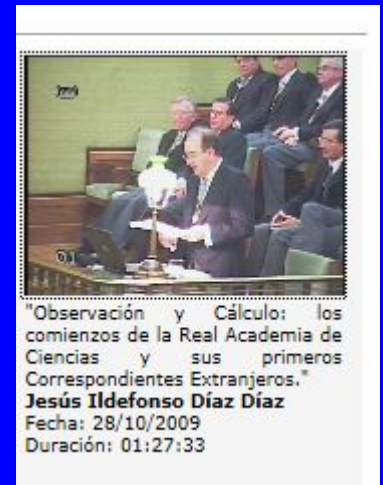 "Observación y Cálculo: los
comienzos de la Real Academia de
Ciencias y sus primeros
Correspondientes Extranjeros."
Jesús Ildefonso Díaz Díaz
Fecha: 28/10/2009
Duración: 01:27:33